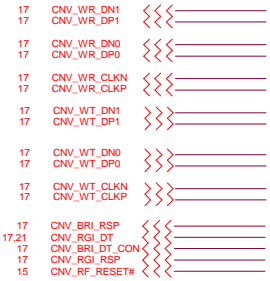 17 CNV_WR_DN1
17 CNV_WR_DP1
17 CNV_WR_DN0
17 CNV_WR_DP0
17 CNV_WR_CLKN
17 CNV_WR_CLKP
17 CNV_WT_DN1
17 CNV_WT_DP1
17 CNV_WT_DN0
17 CNV_WT_DP0
17 CNV_WT_CLKN
17 CNV_WT_CLKP
17 CNV_BRI_RSP
17,21 CNV_RGI_DT
17 CNV_BRI_DT_CON
17 CNV_RGI_RSP
15 CNV_RF_RESET#